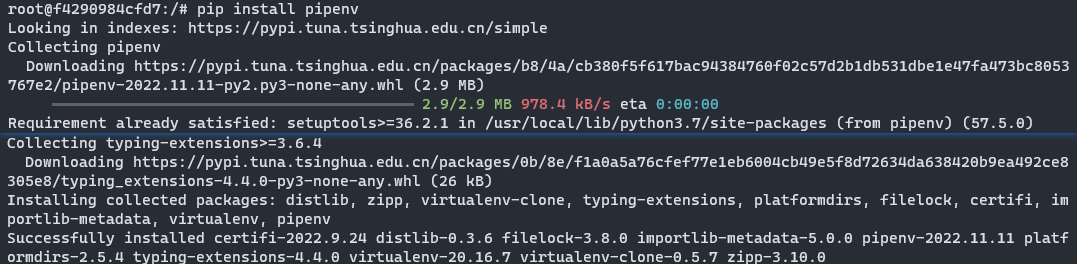 root@f4290984cfd7:/# pip install pipenv
Looking in indexes: https://pypi.tuna.tsinghua.edu.cn/simple
Collecting pipenv
  Downloading https://pypi.tuna.tsinghua.edu.cn/packages/b8/4a/cb380f5f617bac94384760f02c57d2b1db531dbe1e47fa473bc8053
767e2/pipenv-2022.11.11-py2.py3-none-any.whl (2.9 MB)
2.9/2.9 MB 978.4 kB/s eta 0:00:00
Requirement already satisfied: setuptools>=36.2.1 in /usr/local/lib/python3.7/site-packages (from pipenv) (57.5.0)
Collecting typing-extensions>=3.6.4
  Downloading https://pypi.tuna.tsinghua.edu.cn/packages/0b/8e/f1a0a5a76cfef77e1eb6004cb49e5f8d72634da638420b9ea492ce8
305e8/typing_extensions-4.4.0-py3-none-any.whl (26 kB)
Installing collected packages: distlib, zipp, virtualenv-clone, typing-extensions, platformdirs, filelock, certifi, im
portlib-metadata, virtualenv, pipenv
Successfully installed certifi-2022.9.24 distlib-0.3.6 filelock-3.8.0 importlib-metadata-5.0.0 pipenv-2022.11.11 platf
ormdirs-2.5.4 typing-extensions-4.4.0 virtualenv-20.16.7 virtualenv-clone-0.5.7 zipp-3.10.0